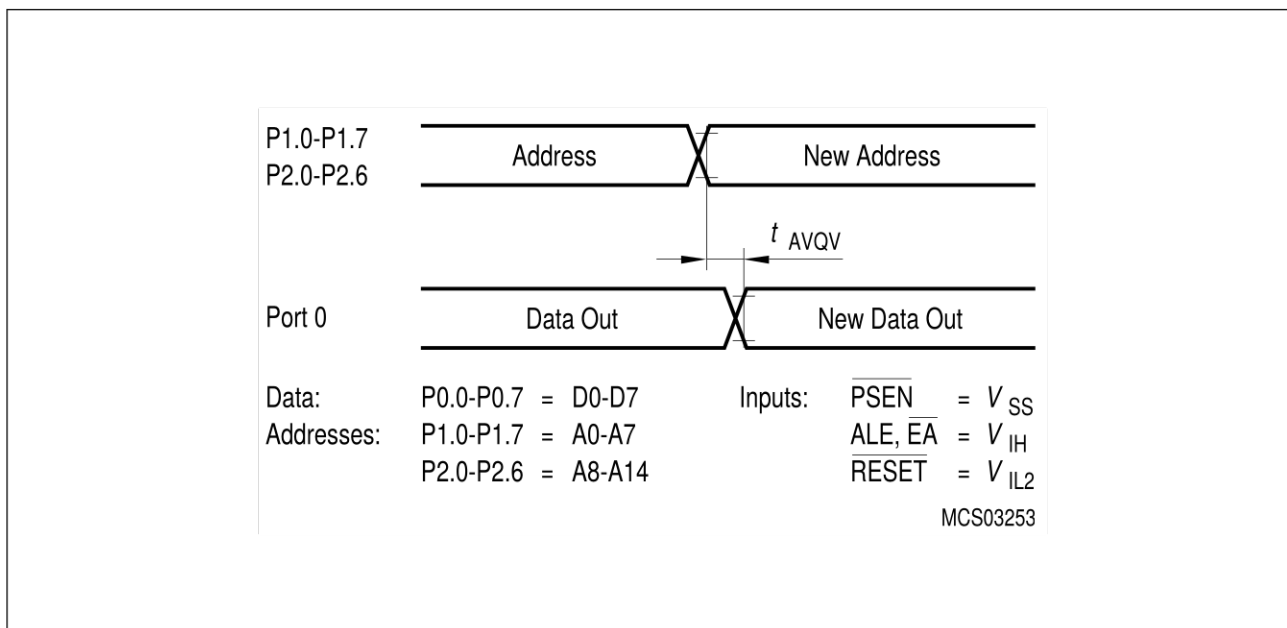 P1.0-P1.7
P2.0-P2.6
Address
New Address
t AVQV
Port 0
Data Out
New Data Out
Data: P0.0-P0.7 = D0-D7 Inputs: PSEN = V SS
Addresses: P1.0-P1.7 = A0-A7 ALE, EA = V IH
P2.0-P2.6 = A8-A14 RESET = V IL2
MCS03253